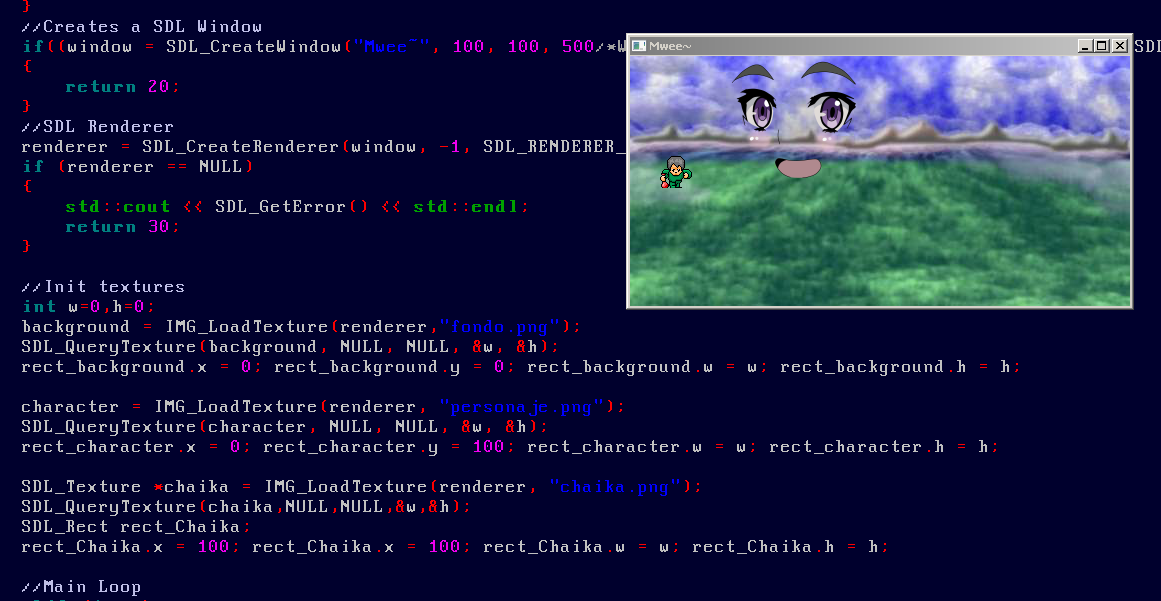 }
//Creates a SDL Window
if((window = SDL_CreateWindow("Mwee~", 100, 100, 500/*W
SDL
Mwee~
{
return 20;
}
//SDL Renderer
renderer = SDL_CreateRenderer(window, -1, SDL_RENDERER_
if (renderer == NULL)
{
std::cout << SDL_GetError() << std::endl;
return 30;
}
//Init textures
int w=0,h=0;
background = IMG_LoadTexture(renderer,"fondo.png");
SDL_QueryTexture(background, NULL, NULL, &w, &h);
rect_background.x = 0; rect_background.y = 0; rect_background.w = w; rect_background.h = h;
character = IMG_LoadTexture(renderer, "personaje.png");
SDL_QueryTexture(character, NULL, NULL, &w, &h);
rect_character.x = 0; rect_character.y = 100; rect_character.w = w; rect_character.h = h;
SDL_Texture *chaika = IMG_LoadTexture(renderer, "chaika.png");
SDL_QueryTexture(chaika,NULL,NULL,&w,&h);
SDL_Rect rect_Chaika;
rect_Chaika.x = 100; rect_Chaika.x = 100; rect_Chaika.w = w; rect_Chaika.h = h;
//Main Loop